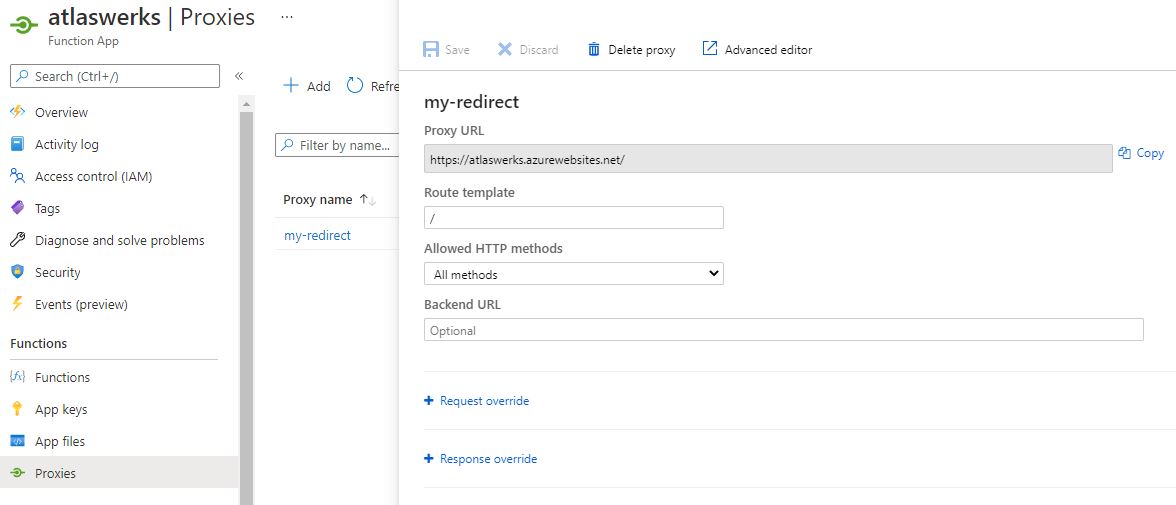 atlaswerks | Proxies ...
Function App
Search (Ctrl+/)
«
Overview
Activity log
Access control (IAM)
Tags
Diagnose and solve problems
Security
Events (preview)
Functions
Functions
App keys
App files
Proxies
Add Refre
Filter by name...
Proxy name ↑↓
my-redirect
Save Discard Delete proxy Advanced editor
my-redirect
Proxy URL
https://atlaswerks.azurewebsites.net/ Copy
Route template
/
Allowed HTTP methods
All methods
Backend URL
Optional
+ Request override
+ Response override